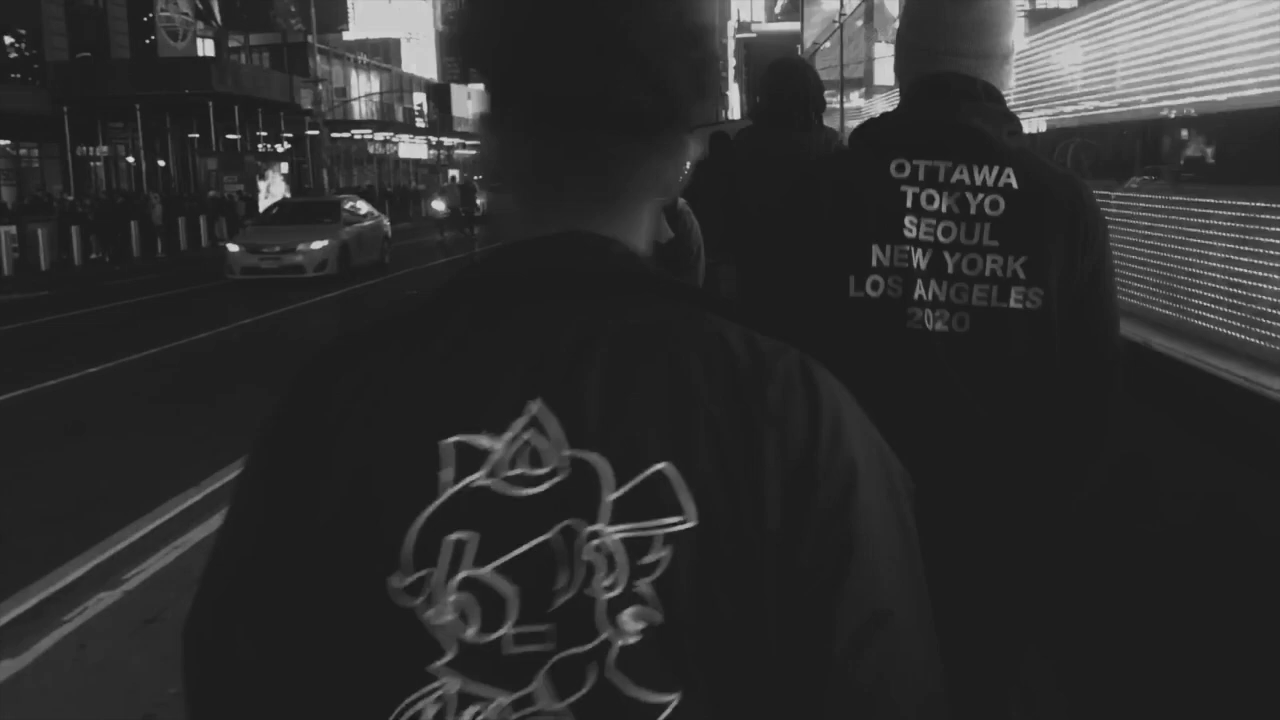 OTTAWA
TOKYO
SEOUL
NEW YORK
LOS ANGELES
2020